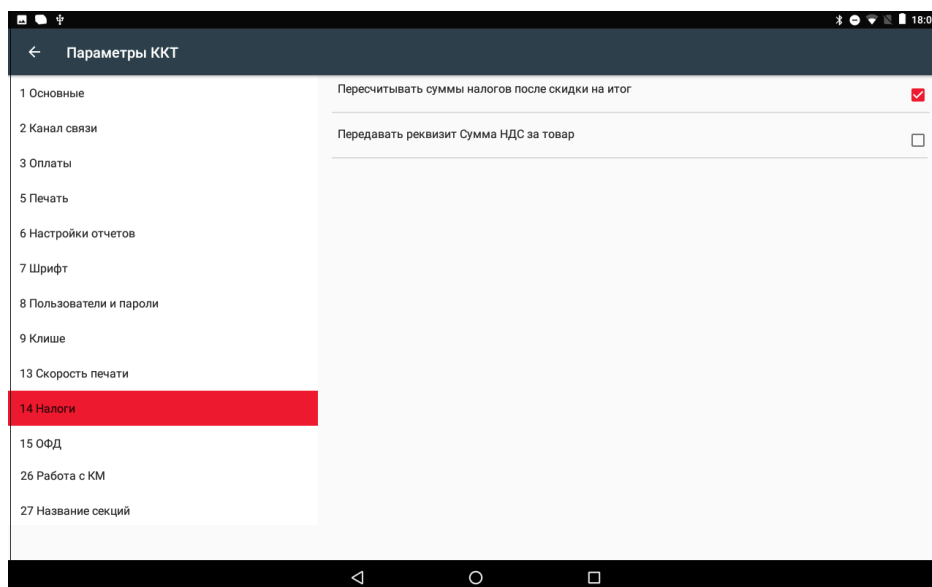 18:0
Параметры ККТ
1 Основные
2 Канал связи
3 Оплаты
5 Печать
6 Настройки отчетов
7 Шрифт
8 Пользователи и пароли
9 Клише
13 Скорость печати
14 Налоги
15 ОФД
26 Работа с КМ
27 Название секций
Пересчитывать суммы налогов после скидки на итог
Передавать реквизит Сумма НДС за товар